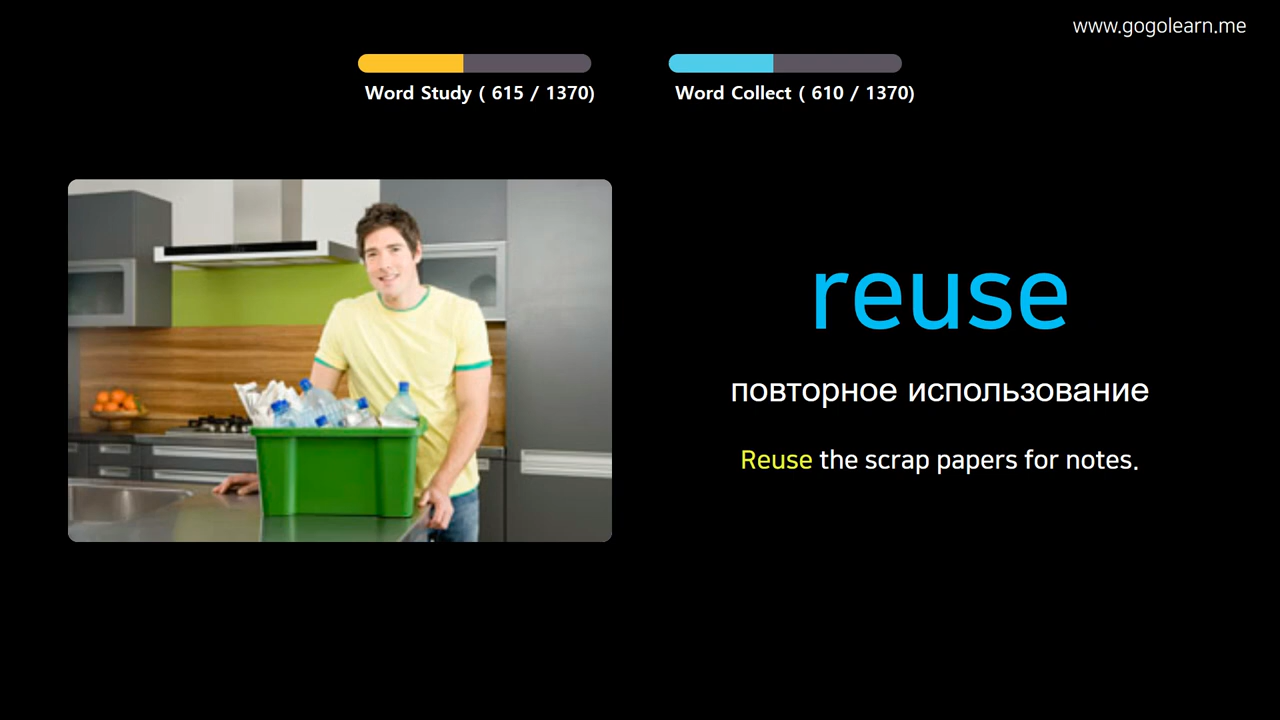 www.gogolearn.me
Word Study ( 615 / 1370)
Word Collect ( 610 / 1370)
reuse
повторное использование
Reuse the scrap papers for notes.